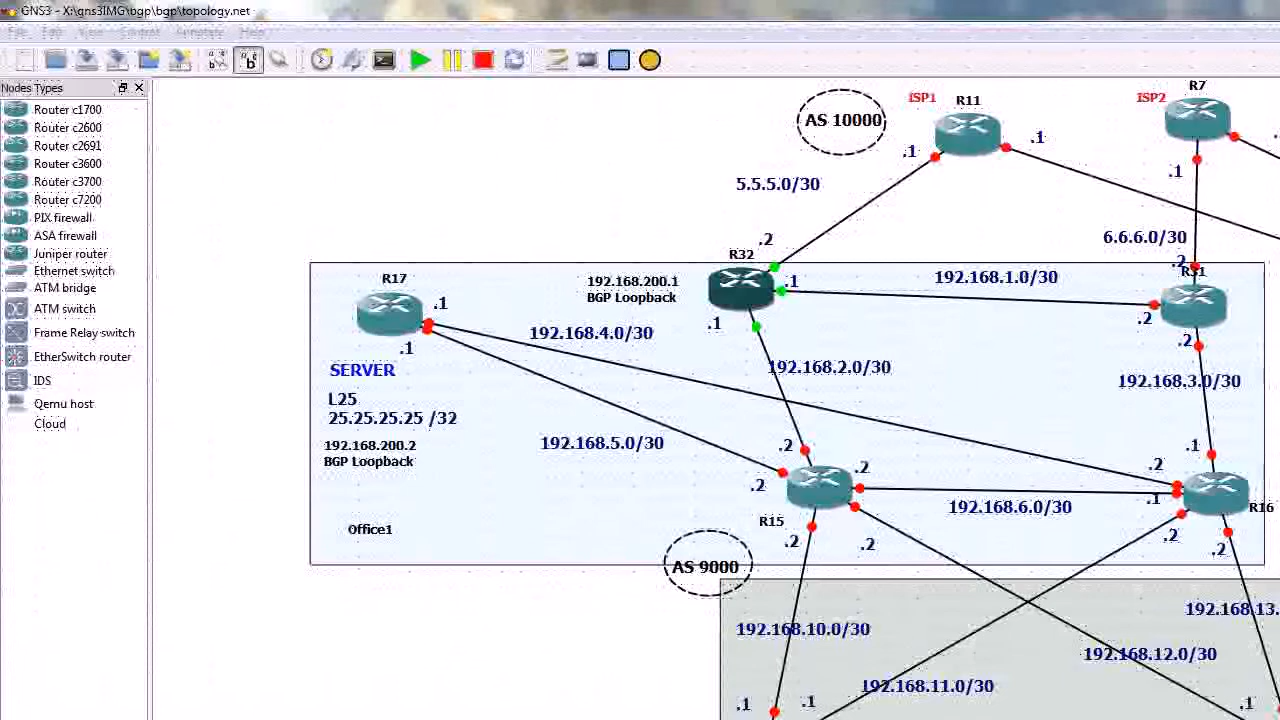 GNS3 - X:\gns3IMG\bgp\bgp\topology.net
File Edit View Control Annotate Help
Nodes Types
Router c1700
Router c2600
Router c2691
Router c3600
Router c3700
Router c7200
PIX firewall
ASA firewall
Juniper router
Ethernet switch
ATM bridge
ATM switch
Frame Relay switch
EtherSwitch router
IDS
Qemu host
Cloud
R7
ISP1
R11
ISP2
AS 10000
.1
.1
.1
5.5.5.0/30
6.6.6.0/30
.2
R32
.2
R31
R17
192.168.200.1
BGP Loopback
.1
192.168.1.0/30
.1
.1
.2
192.168.4.0/30
.1
.2
SERVER
192.168.2.0/30
192.168.3.0/30
L25
25.25.25.25 /32
192.168.200.2
BGP Loopback
192.168.5.0/30
.2
.1
.2
.2
.2
.1
192.168.6.0/30
R16
Office1
R15
.2
.2
.2
.2
AS 9000
192.168.10.0/30
192.168.13.
192.168.12.0/30
192.168.11.0/30
.1
.1
.1